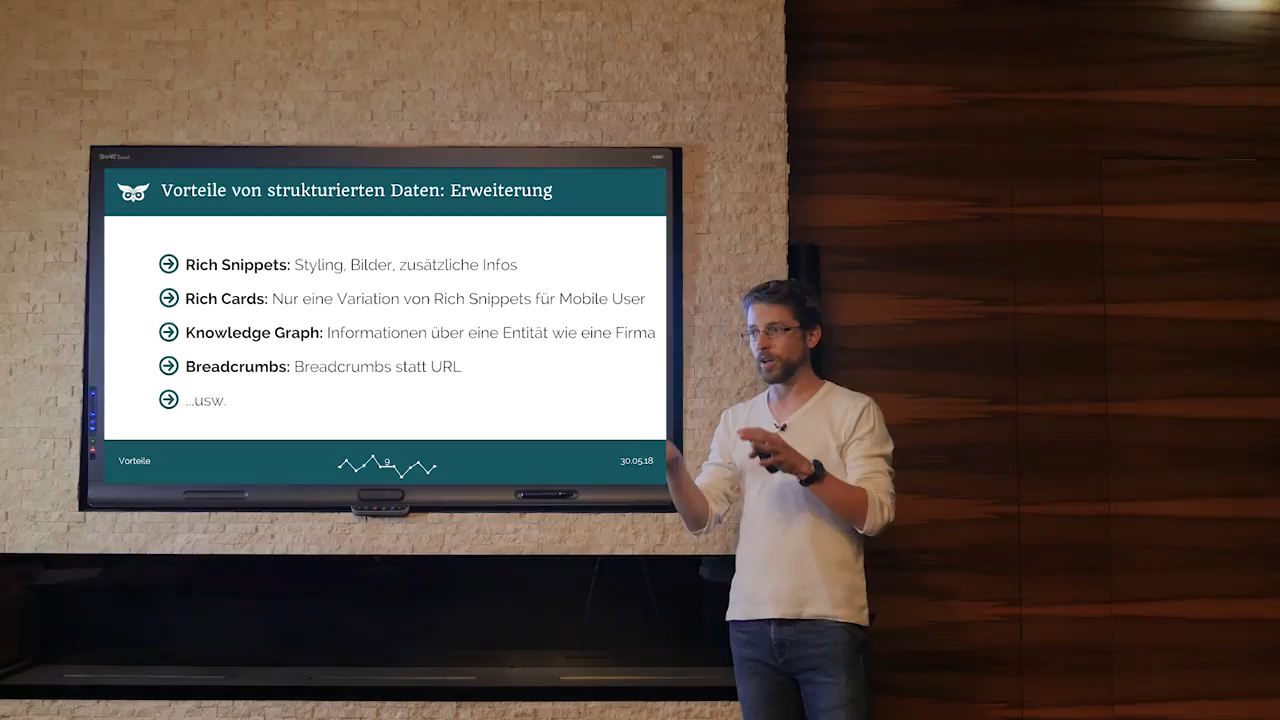 SMART Board
Vorteile von strukturierten Daten: Erweiterung
Rich Snippets: Styling, Bilder, zusätzliche Infos
Rich Cards: Nur eine Variation von Rich Snippets für Mobile User
Knowledge Graph: Informationen über eine Entität wie eine Firma
Breadcrumbs: Breadcrumbs statt URL
...usw.
Vorteile
9
30.05.18